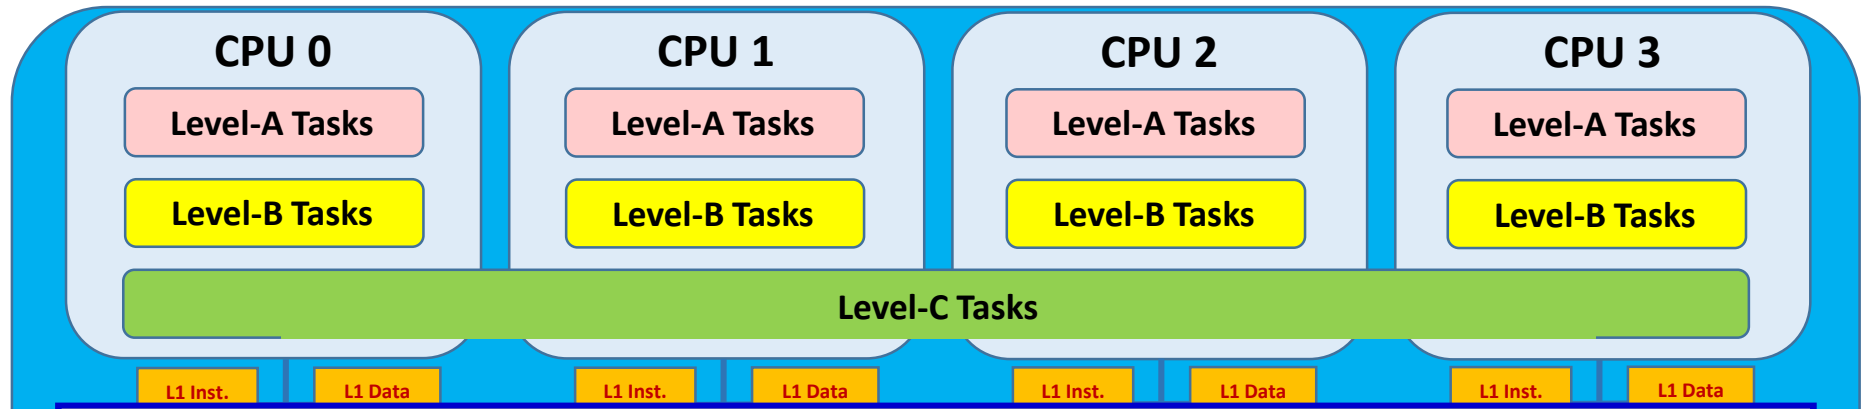 CPU 0 CPU 1 CPU 2 CPU 3
Level-A Tasks Level-A Tasks Level-A Tasks Level-A Tasks
Level-B Tasks Level-B Tasks Level-B Tasks Level-B Tasks
Level-C Tasks
L1 Inst. L1 Data L1 Inst. L1 Data L1 Inst. L1 Data L1 Inst. L1 Data